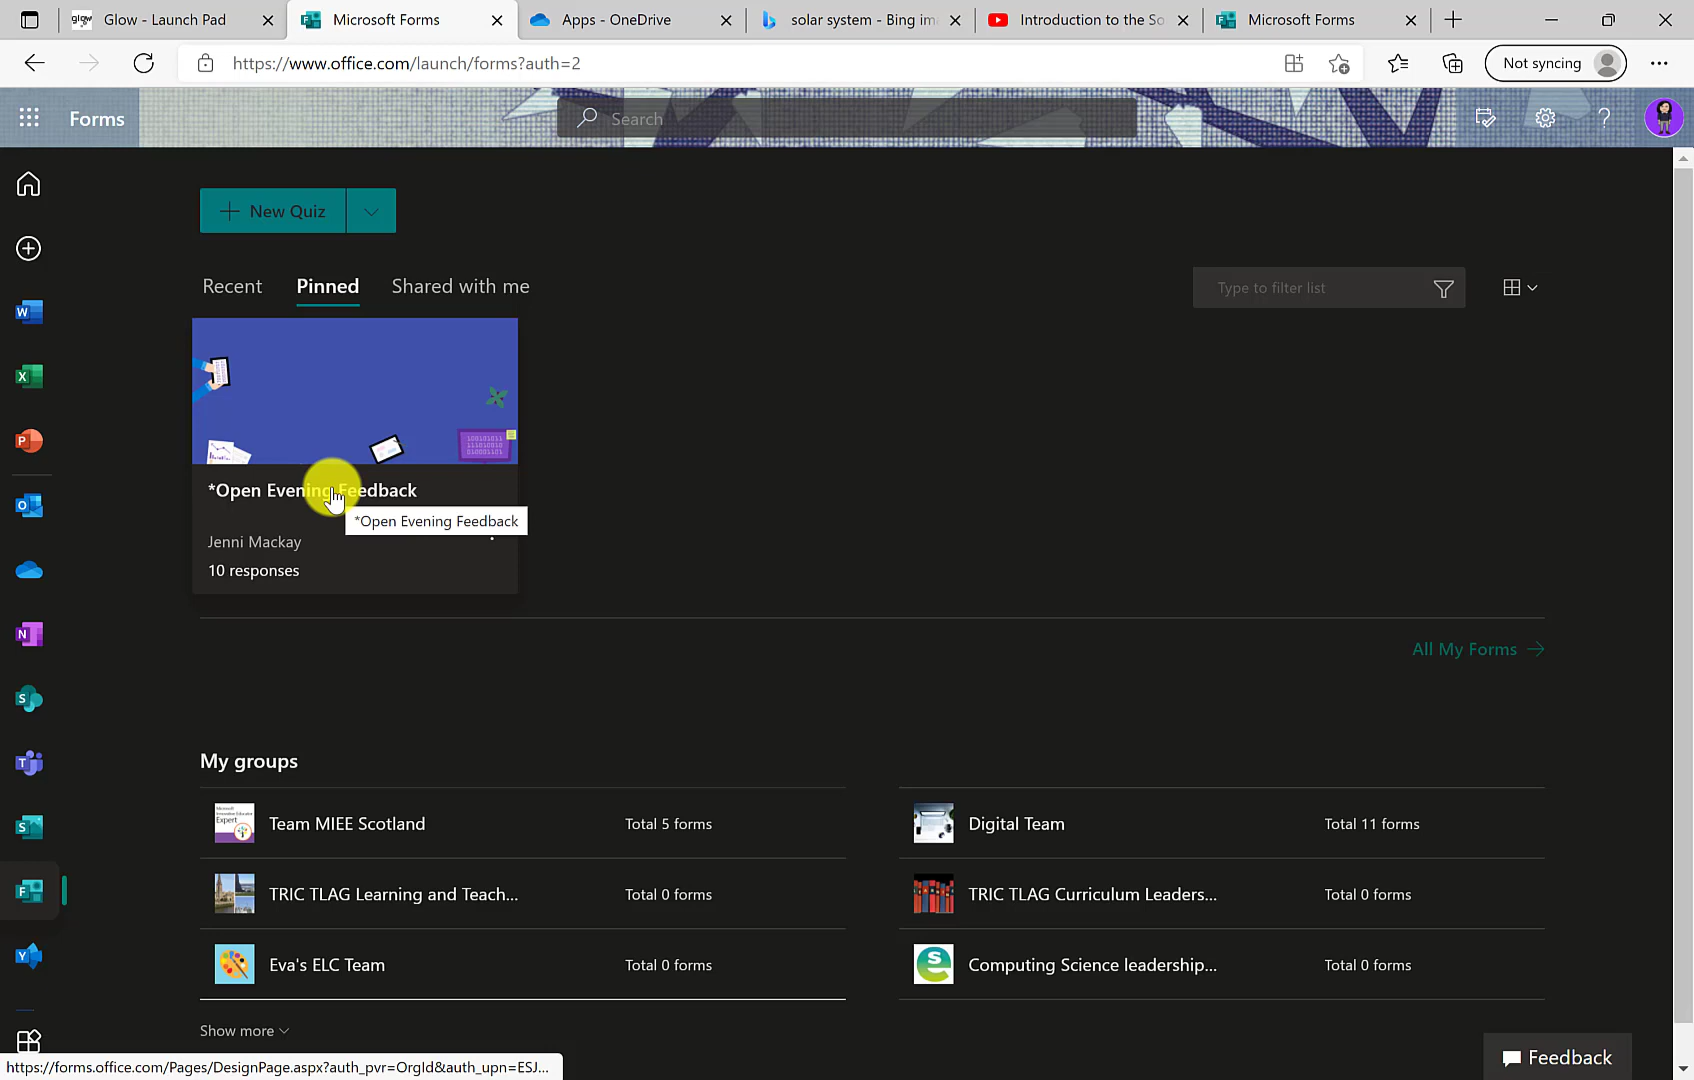 glow Glow - Launch Pad
Microsoft Forms
Apps - OneDrive
solar system - Bing im
Introduction to the So
Microsoft Forms
https://www.office.com/launch/forms?auth=2
Not syncing
Forms
Search
New Quiz
Recent
Pinned
Shared with me
Type to filter list
*Open Evening Feedback
*Open Evening Feedback
Jenni Mackay
10 responses
All My Forms
My groups
Team MIEE Scotland
Total 5 forms
Digital Team
Total 11 forms
TRIC TLAG Learning and Teach...
Total 0 forms
TRIC TLAG Curriculum Leaders...
Total 0 forms
Eva's ELC Team
Total 0 forms
Computing Science leadership...
Total 0 forms
Show more
Feedback
https://forms.office.com/Pages/DesignPage.aspx?auth_pvr=OrgId&auth_upn=ESJ...